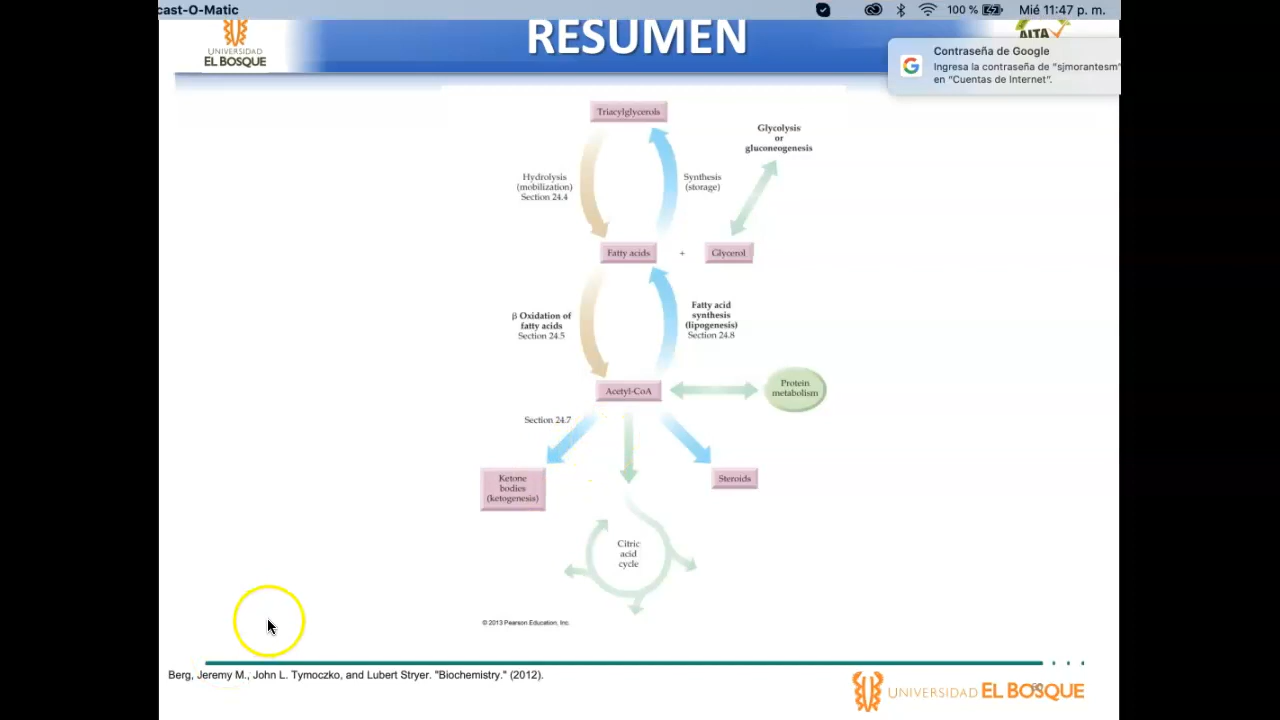 cast-O-Matic
100 %
Mié 11:47 p. m.
UNIVERSIDAD
EL BOSQUE
RESUMEN
ALTA
Contraseña de Google
Ingresa la contraseña de "sjmorantesm"
en "Cuentas de Internet".
Triacylglycerols
Glycolysis
or
gluconeogenesis
Hydrolysis
(mobilization)
Section 24.4
Synthesis
(storage)
Fatty acids
+
Glycerol
β Oxidation of
fatty acids
Section 24.5
Fatty acid
synthesis
(lipogenesis)
Section 24.8
Acetyl-CoA
Protein
metabolism
Section 24.7
Ketone
bodies
(ketogenesis)
Steroids
Citric
acid
cycle
© 2013 Pearson Education, Inc.
Berg, Jeremy M., John L. Tymoczko, and Lubert Stryer. "Biochemistry." (2012).
UNIVERSIDAD EL BOSQUE